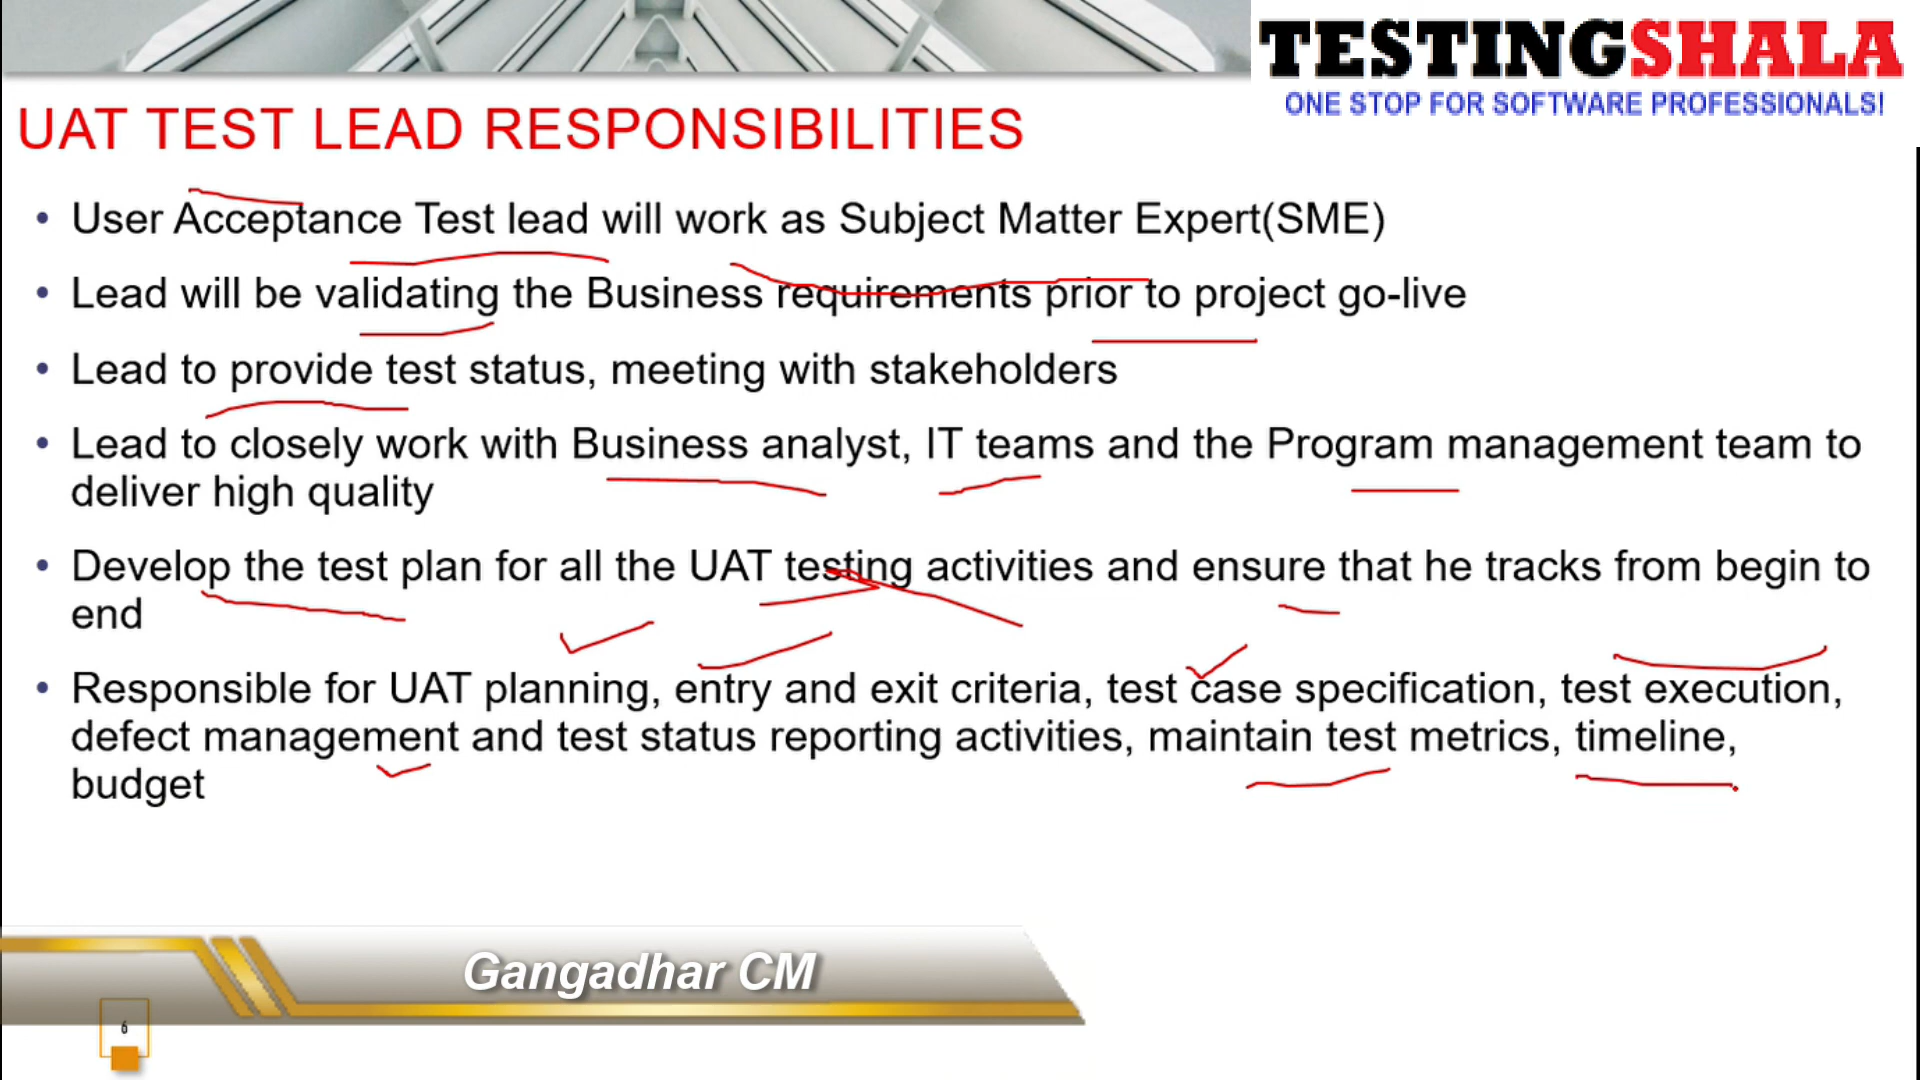 TESTINGSHALA
ONE STOP FOR SOFTWARE PROFESSIONALS!
UAT TEST LEAD RESPONSIBILITIES
• User Acceptance Test lead will work as Subject Matter Expert(SME)
• Lead will be validating the Business requirements prior to project go-live
• Lead to provide test status, meeting with stakeholders
• Lead to closely work with Business analyst, IT teams and the Program management team to
deliver high quality
• Develop the test plan for all the UAT testing activities and ensure that he tracks from begin to
end
• Responsible for UAT planning, entry and exit criteria, test case specification, test execution,
defect management and test status reporting activities, maintain test metrics, timeline,
budget
Gangadhar CM
6